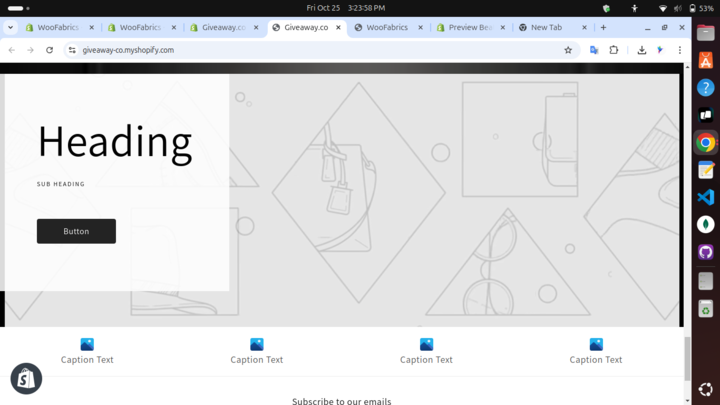 Fri Oct 25 3:23:58 PM
53%
WooFabrics
WooFabrics
Giveaway.co
Giveaway.co
WooFabrics
Preview Bea
New Tab
giveaway-co.myshopify.com
Heading
SUB HEADING
Button
Caption Text
Caption Text
Caption Text
Caption Text
Subscribe to our emails